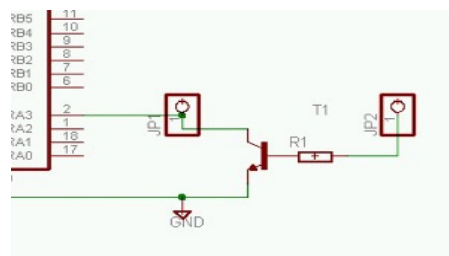 RB5 11
RB4 10
RB3 9
RB2 8
RB1 7
RB0 6
RA3 2
RA2 1
RA1 18
RA0 17
JP1
1
T1
R1
JP2
1
GND